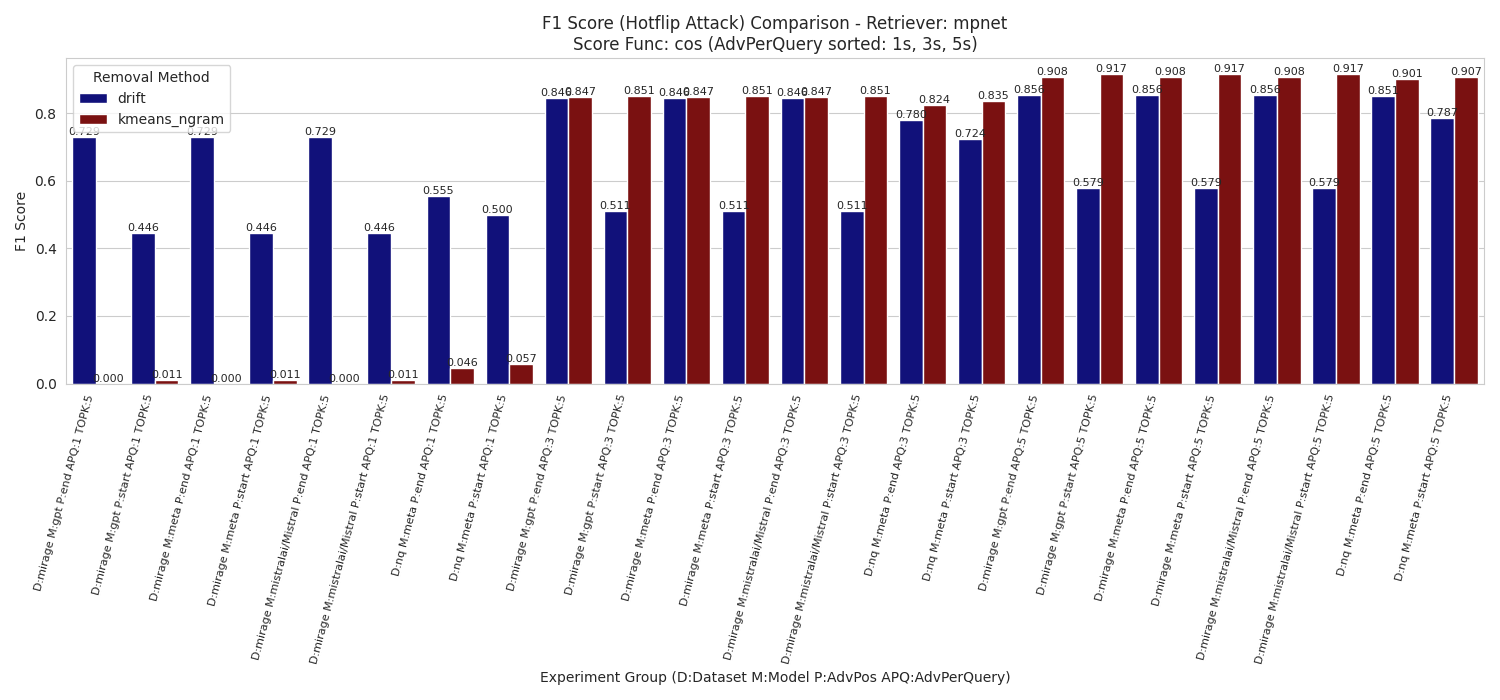 F1 Score (Hotflip Attack) Comparison - Retriever: mpnet
Score Func: cos (AdvPerQuery sorted: 1s, 3s, 5s)
Removal Method
drift
kmeans_ngram
F1 Score
0.8
0.6
0.4
0.2
0.0
0.729
0.000
0.446
0.011
0.729
0.000
0.446
0.011
0.729
0.000
0.446
0.011
0.555
0.046
0.500
0.057
0.846
0.847
0.511
0.851
0.846
0.847
0.511
0.851
0.846
0.847
0.511
0.851
0.780
0.824
0.724
0.835
0.856
0.908
0.579
0.917
0.856
0.908
0.579
0.917
0.856
0.908
0.579
0.917
0.851
0.901
0.787
0.907
D:mirage M:gpt P:end APQ:1 TOPK:5
D:mirage M:gpt P:start APQ:1 TOPK:5
D:mirage M:meta P:end APQ:1 TOPK:5
D:mirage M:meta P:start APQ:1 TOPK:5
D:mirage M:mistralai/Mistral P:end APQ:1 TOPK:5
D:mirage M:mistralai/Mistral P:start APQ:1 TOPK:5
D:nq M:meta P:end APQ:1 TOPK:5
D:nq M:meta P:start APQ:1 TOPK:5
D:mirage M:gpt P:end APQ:3 TOPK:5
D:mirage M:gpt P:start APQ:3 TOPK:5
D:mirage M:meta P:end APQ:3 TOPK:5
D:mirage M:meta P:start APQ:3 TOPK:5
D:mirage M:mistralai/Mistral P:end APQ:3 TOPK:5
D:mirage M:mistralai/Mistral P:start APQ:3 TOPK:5
D:nq M:meta P:end APQ:3 TOPK:5
D:nq M:meta P:start APQ:3 TOPK:5
D:mirage M:gpt P:end APQ:5 TOPK:5
D:mirage M:gpt P:start APQ:5 TOPK:5
D:mirage M:meta P:end APQ:5 TOPK:5
D:mirage M:meta P:start APQ:5 TOPK:5
D:mirage M:mistralai/Mistral P:end APQ:5 TOPK:5
D:mirage M:mistralai/Mistral P:start APQ:5 TOPK:5
D:nq M:meta P:end APQ:5 TOPK:5
D:nq M:meta P:start APQ:5 TOPK:5
Experiment Group (D:Dataset M:Model P:AdvPos APQ:AdvPerQuery)